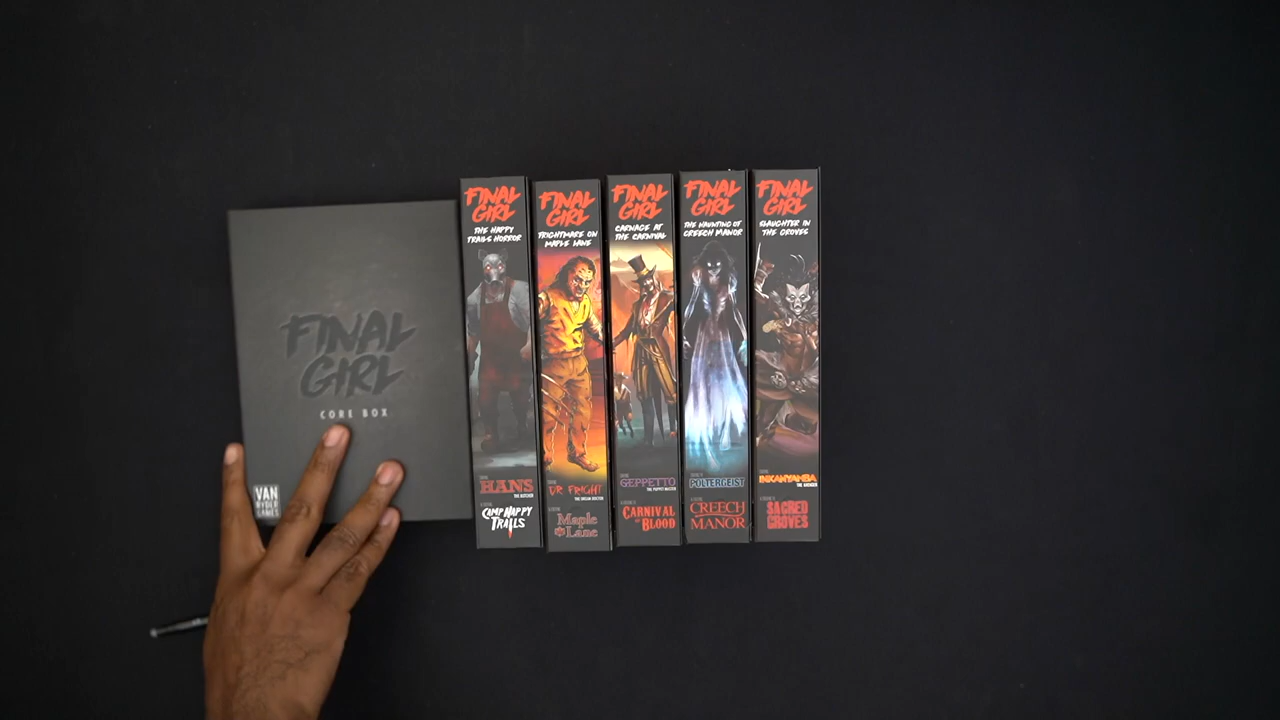 FINAL
GIRL
CORE BOX
VAN
RYDER
GAMES
FINAL
GIRL
THE HAPPY
TRAILS HORROR
HANS
THE BUTCHER
CAMP HAPPY
TRAILS
FINAL
GIRL
FRIGHTMARE ON
MAPLE LANE
DR FRIGHT
THE DREAM DOCTOR
Maple
Lane
FINAL
GIRL
CARNAGE AT
THE CARNIVAL
GEPPETTO
THE PUPPET MASTER
CARNIVAL
OF BLOOD
FINAL
GIRL
THE HAUNTING OF
CREECH MANOR
POLTERGEIST
CREECH
MANOR
FINAL
GIRL
SLAUGHTER IN
THE GROVES
INKANYAMBA
THE AVENGER
SACRED
GROVES